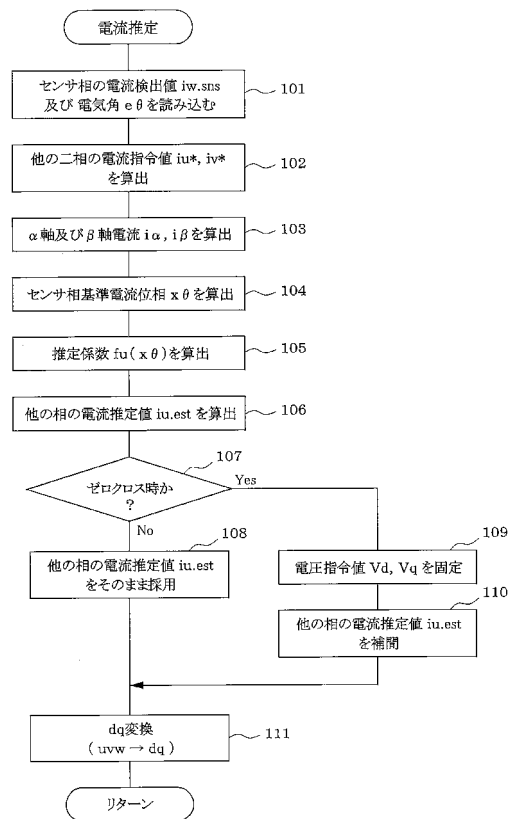 電流推定
センサ相の電流検出値 iw.sns
及び 電気角 e θ を読み込む
101
他の二相の電流指令値 iu*, iv*
を算出
102
α 軸及び β 軸電流 i α, i β を算出
103
センサ相基準電流位相 x θ を算出
104
推定係数 fu( x θ )を算出
105
他の相の電流推定値 iu.est を算出
106
107
ゼロクロス時か
?
Yes
No
108
他の相の電流推定値 iu.est
をそのまま採用
109
電圧指令値 Vd, Vq を固定
110
他の相の電流推定値 iu.est
を補間
dq変換
( uvw → dq )
111
リターン